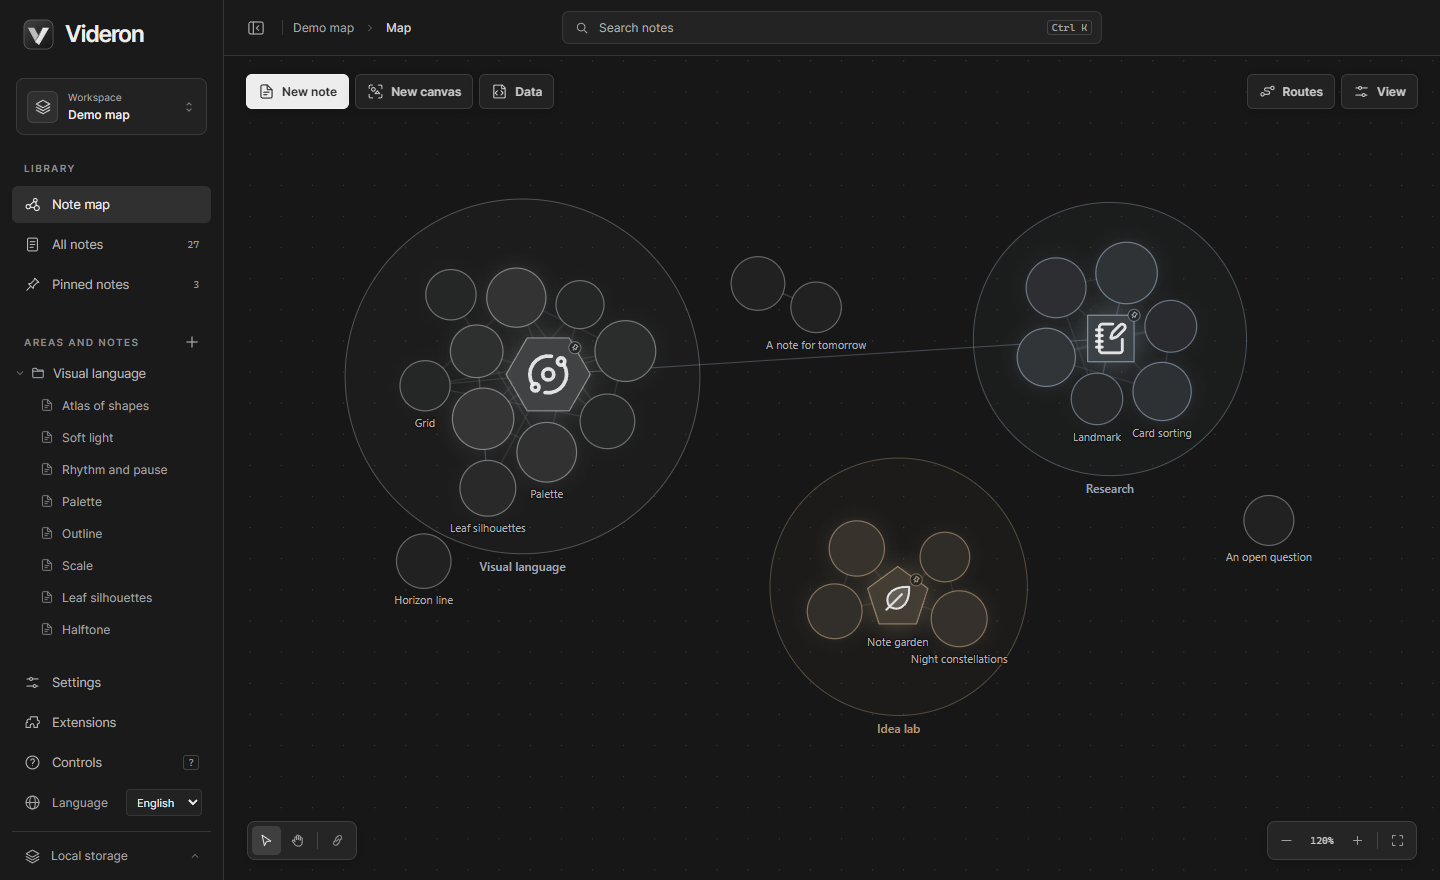 Videron
Workspace
Demo map
LIBRARY
Note map
All notes 27
Pinned notes 3
AREAS AND NOTES
Visual language
Atlas of shapes
Soft light
Rhythm and pause
Palette
Outline
Scale
Leaf silhouettes
Halftone
Settings
Extensions
Controls ?
Language English
Local storage
Demo map Map
Search notes Ctrl K
New note New canvas Data
Routes View
A note for tomorrow
Grid
Palette
Leaf silhouettes
Visual language
Horizon line
Landmark Card sorting
Research
An open question
Note garden
Night constellations
Idea lab
120%